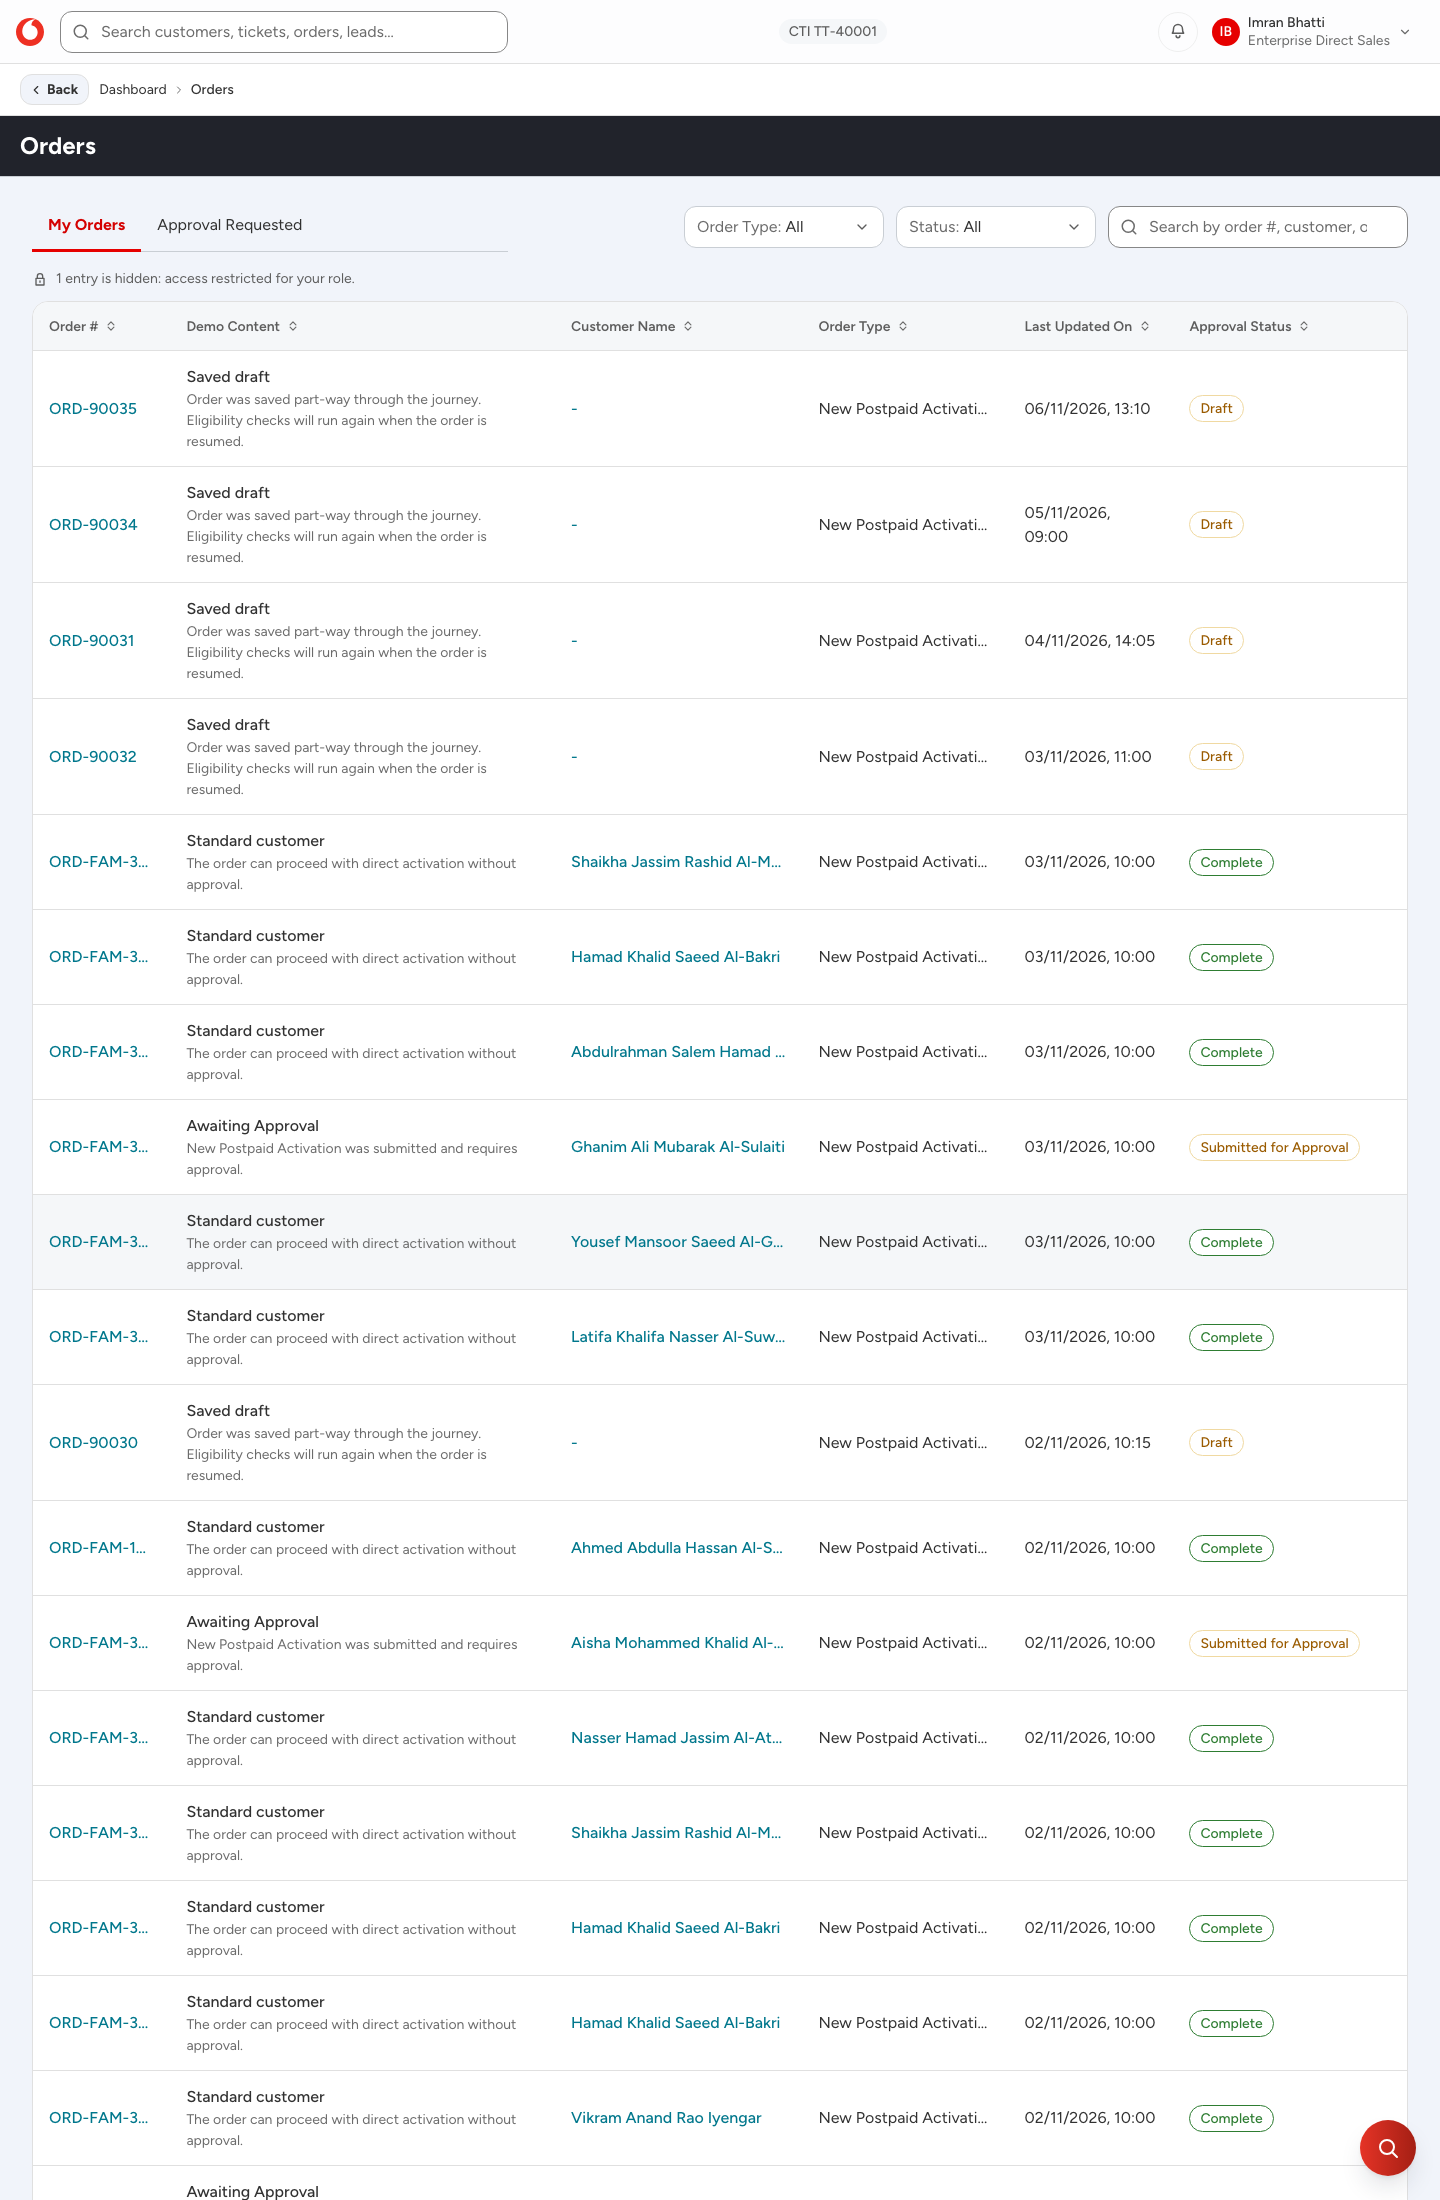 Search customers, tickets, orders, leads...
CTI TT-40001
IB
Imran Bhatti
Enterprise Direct Sales
Back
Dashboard
Orders
Orders
My Orders
Approval Requested
Order Type: All
Status: All
Search by order #, customer, c
1 entry is hidden: access restricted for your role.
Order #
Demo Content
Customer Name
Order Type
Last Updated On
Approval Status
ORD-90035
Saved draft
Order was saved part-way through the journey.
Eligibility checks will run again when the order is
resumed.
-
New Postpaid Activati...
06/11/2026, 13:10
Draft
ORD-90034
Saved draft
Order was saved part-way through the journey.
Eligibility checks will run again when the order is
resumed.
-
New Postpaid Activati...
05/11/2026,
09:00
Draft
ORD-90031
Saved draft
Order was saved part-way through the journey.
Eligibility checks will run again when the order is
resumed.
-
New Postpaid Activati...
04/11/2026, 14:05
Draft
ORD-90032
Saved draft
Order was saved part-way through the journey.
Eligibility checks will run again when the order is
resumed.
-
New Postpaid Activati...
03/11/2026, 11:00
Draft
ORD-FAM-3...
Standard customer
The order can proceed with direct activation without
approval.
Shaikha Jassim Rashid Al-M...
New Postpaid Activati...
03/11/2026, 10:00
Complete
ORD-FAM-3...
Standard customer
The order can proceed with direct activation without
approval.
Hamad Khalid Saeed Al-Bakri
New Postpaid Activati...
03/11/2026, 10:00
Complete
ORD-FAM-3...
Standard customer
The order can proceed with direct activation without
approval.
Abdulrahman Salem Hamad ...
New Postpaid Activati...
03/11/2026, 10:00
Complete
ORD-FAM-3...
Awaiting Approval
New Postpaid Activation was submitted and requires
approval.
Ghanim Ali Mubarak Al-Sulaiti
New Postpaid Activati...
03/11/2026, 10:00
Submitted for Approval
ORD-FAM-3...
Standard customer
The order can proceed with direct activation without
approval.
Yousef Mansoor Saeed Al-G...
New Postpaid Activati...
03/11/2026, 10:00
Complete
ORD-FAM-3...
Standard customer
The order can proceed with direct activation without
approval.
Latifa Khalifa Nasser Al-Suw...
New Postpaid Activati...
03/11/2026, 10:00
Complete
ORD-90030
Saved draft
Order was saved part-way through the journey.
Eligibility checks will run again when the order is
resumed.
-
New Postpaid Activati...
02/11/2026, 10:15
Draft
ORD-FAM-1...
Standard customer
The order can proceed with direct activation without
approval.
Ahmed Abdulla Hassan Al-S...
New Postpaid Activati...
02/11/2026, 10:00
Complete
ORD-FAM-3...
Awaiting Approval
New Postpaid Activation was submitted and requires
approval.
Aisha Mohammed Khalid Al-...
New Postpaid Activati...
02/11/2026, 10:00
Submitted for Approval
ORD-FAM-3...
Standard customer
The order can proceed with direct activation without
approval.
Nasser Hamad Jassim Al-At...
New Postpaid Activati...
02/11/2026, 10:00
Complete
ORD-FAM-3...
Standard customer
The order can proceed with direct activation without
approval.
Shaikha Jassim Rashid Al-M...
New Postpaid Activati...
02/11/2026, 10:00
Complete
ORD-FAM-3...
Standard customer
The order can proceed with direct activation without
approval.
Hamad Khalid Saeed Al-Bakri
New Postpaid Activati...
02/11/2026, 10:00
Complete
ORD-FAM-3...
Standard customer
The order can proceed with direct activation without
approval.
Hamad Khalid Saeed Al-Bakri
New Postpaid Activati...
02/11/2026, 10:00
Complete
ORD-FAM-3...
Standard customer
The order can proceed with direct activation without
approval.
Vikram Anand Rao Iyengar
New Postpaid Activati...
02/11/2026, 10:00
Complete
Awaiting Approval